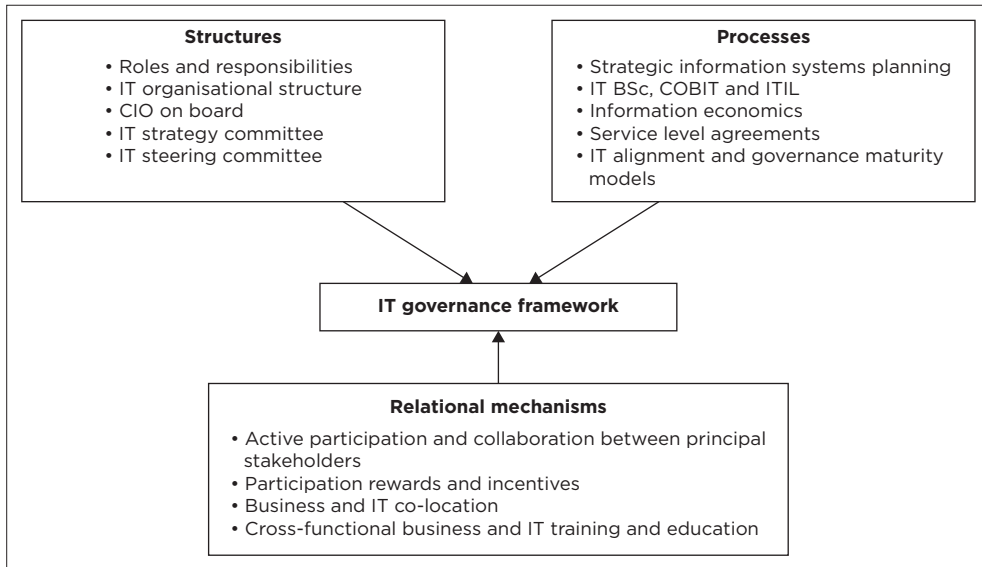 Structures
• Roles and responsibilities
• IT organisational structure
• CIO on board
• IT strategy committee
• IT steering committee
Processes
• Strategic information systems planning
• IT BSc, COBIT and ITIL
• Information economics
• Service level agreements
• IT alignment and governance maturity
models
IT governance framework
Relational mechanisms
• Active participation and collaboration between principal
stakeholders
• Participation rewards and incentives
• Business and IT co-location
• Cross-functional business and IT training and education